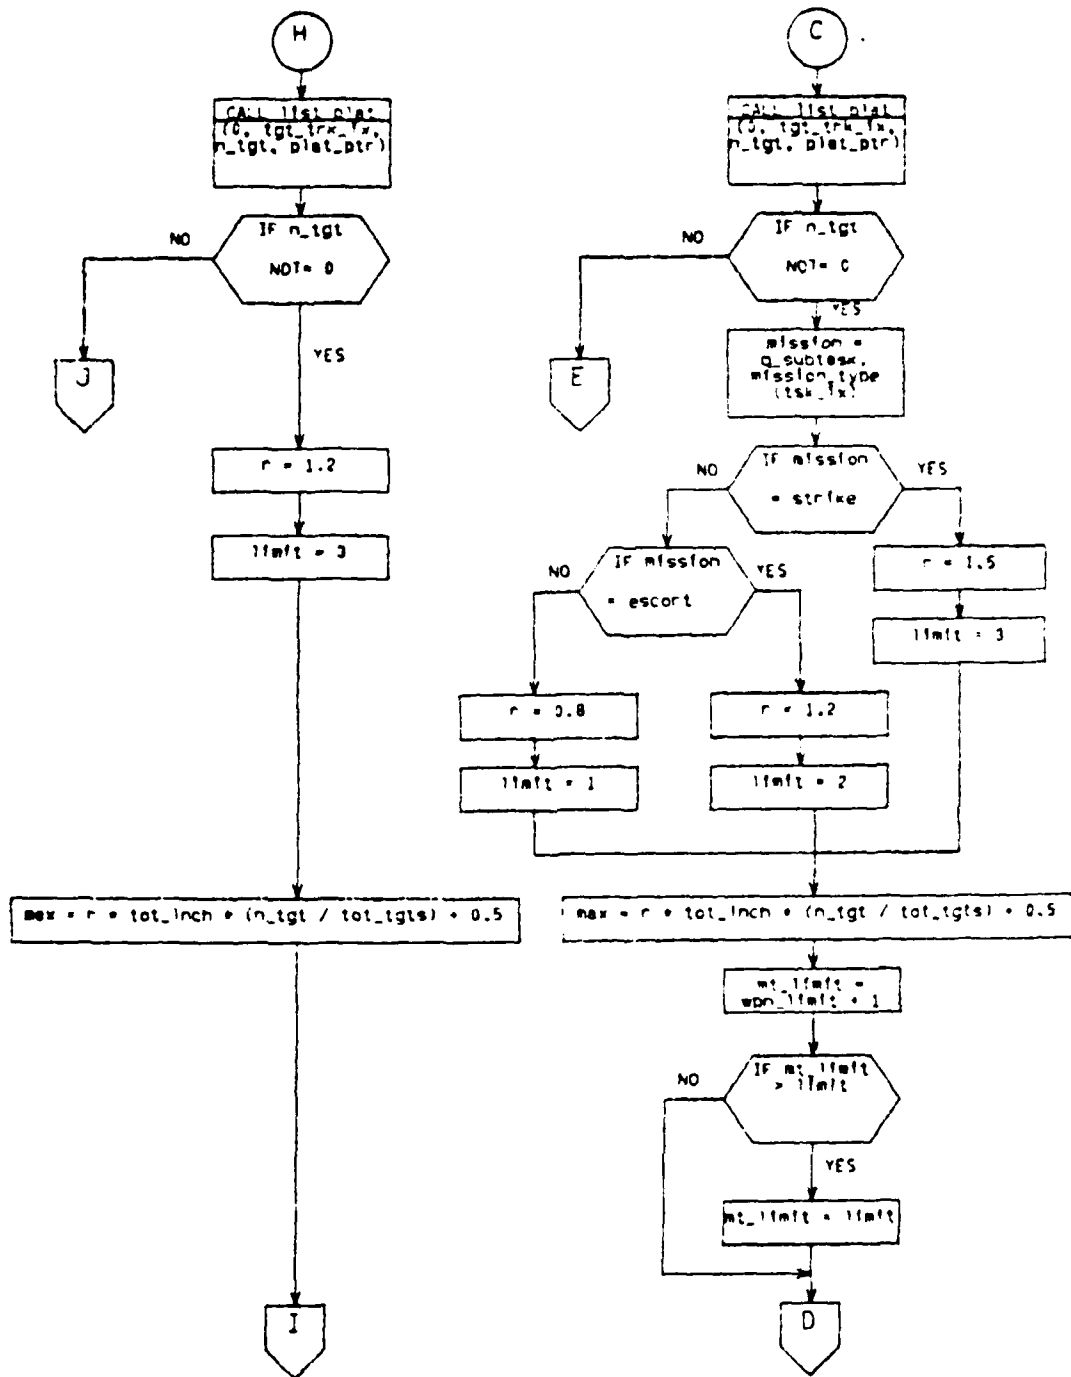 H
CALL list_plat
(0, tgt_trk_ix,
n_tgt, plat_ptr)
IF n_tgt
NOT= 0
NO
YES
J
r = 1.2
limit = 3
max = r * tot_lnch * (n_tgt / tot_tgts) + 0.5
I
C
CALL list_plat
(0, tgt_trk_ix,
n_tgt, plat_ptr)
IF n_tgt
NOT= 0
NO
YES
E
mission =
g_subtask.
mission_type
(tsk_ix)
IF mission
= strike
NO
YES
IF mission
= escort
NO
YES
r = 1.5
limit = 3
r = 0.8
r = 1.2
limit = 1
limit = 2
max = r * tot_lnch * (n_tgt / tot_tgts) + 0.5
mt_limit =
wpn_limit + 1
IF mt_limit
> limit
NO
YES
mt_limit = limit
D